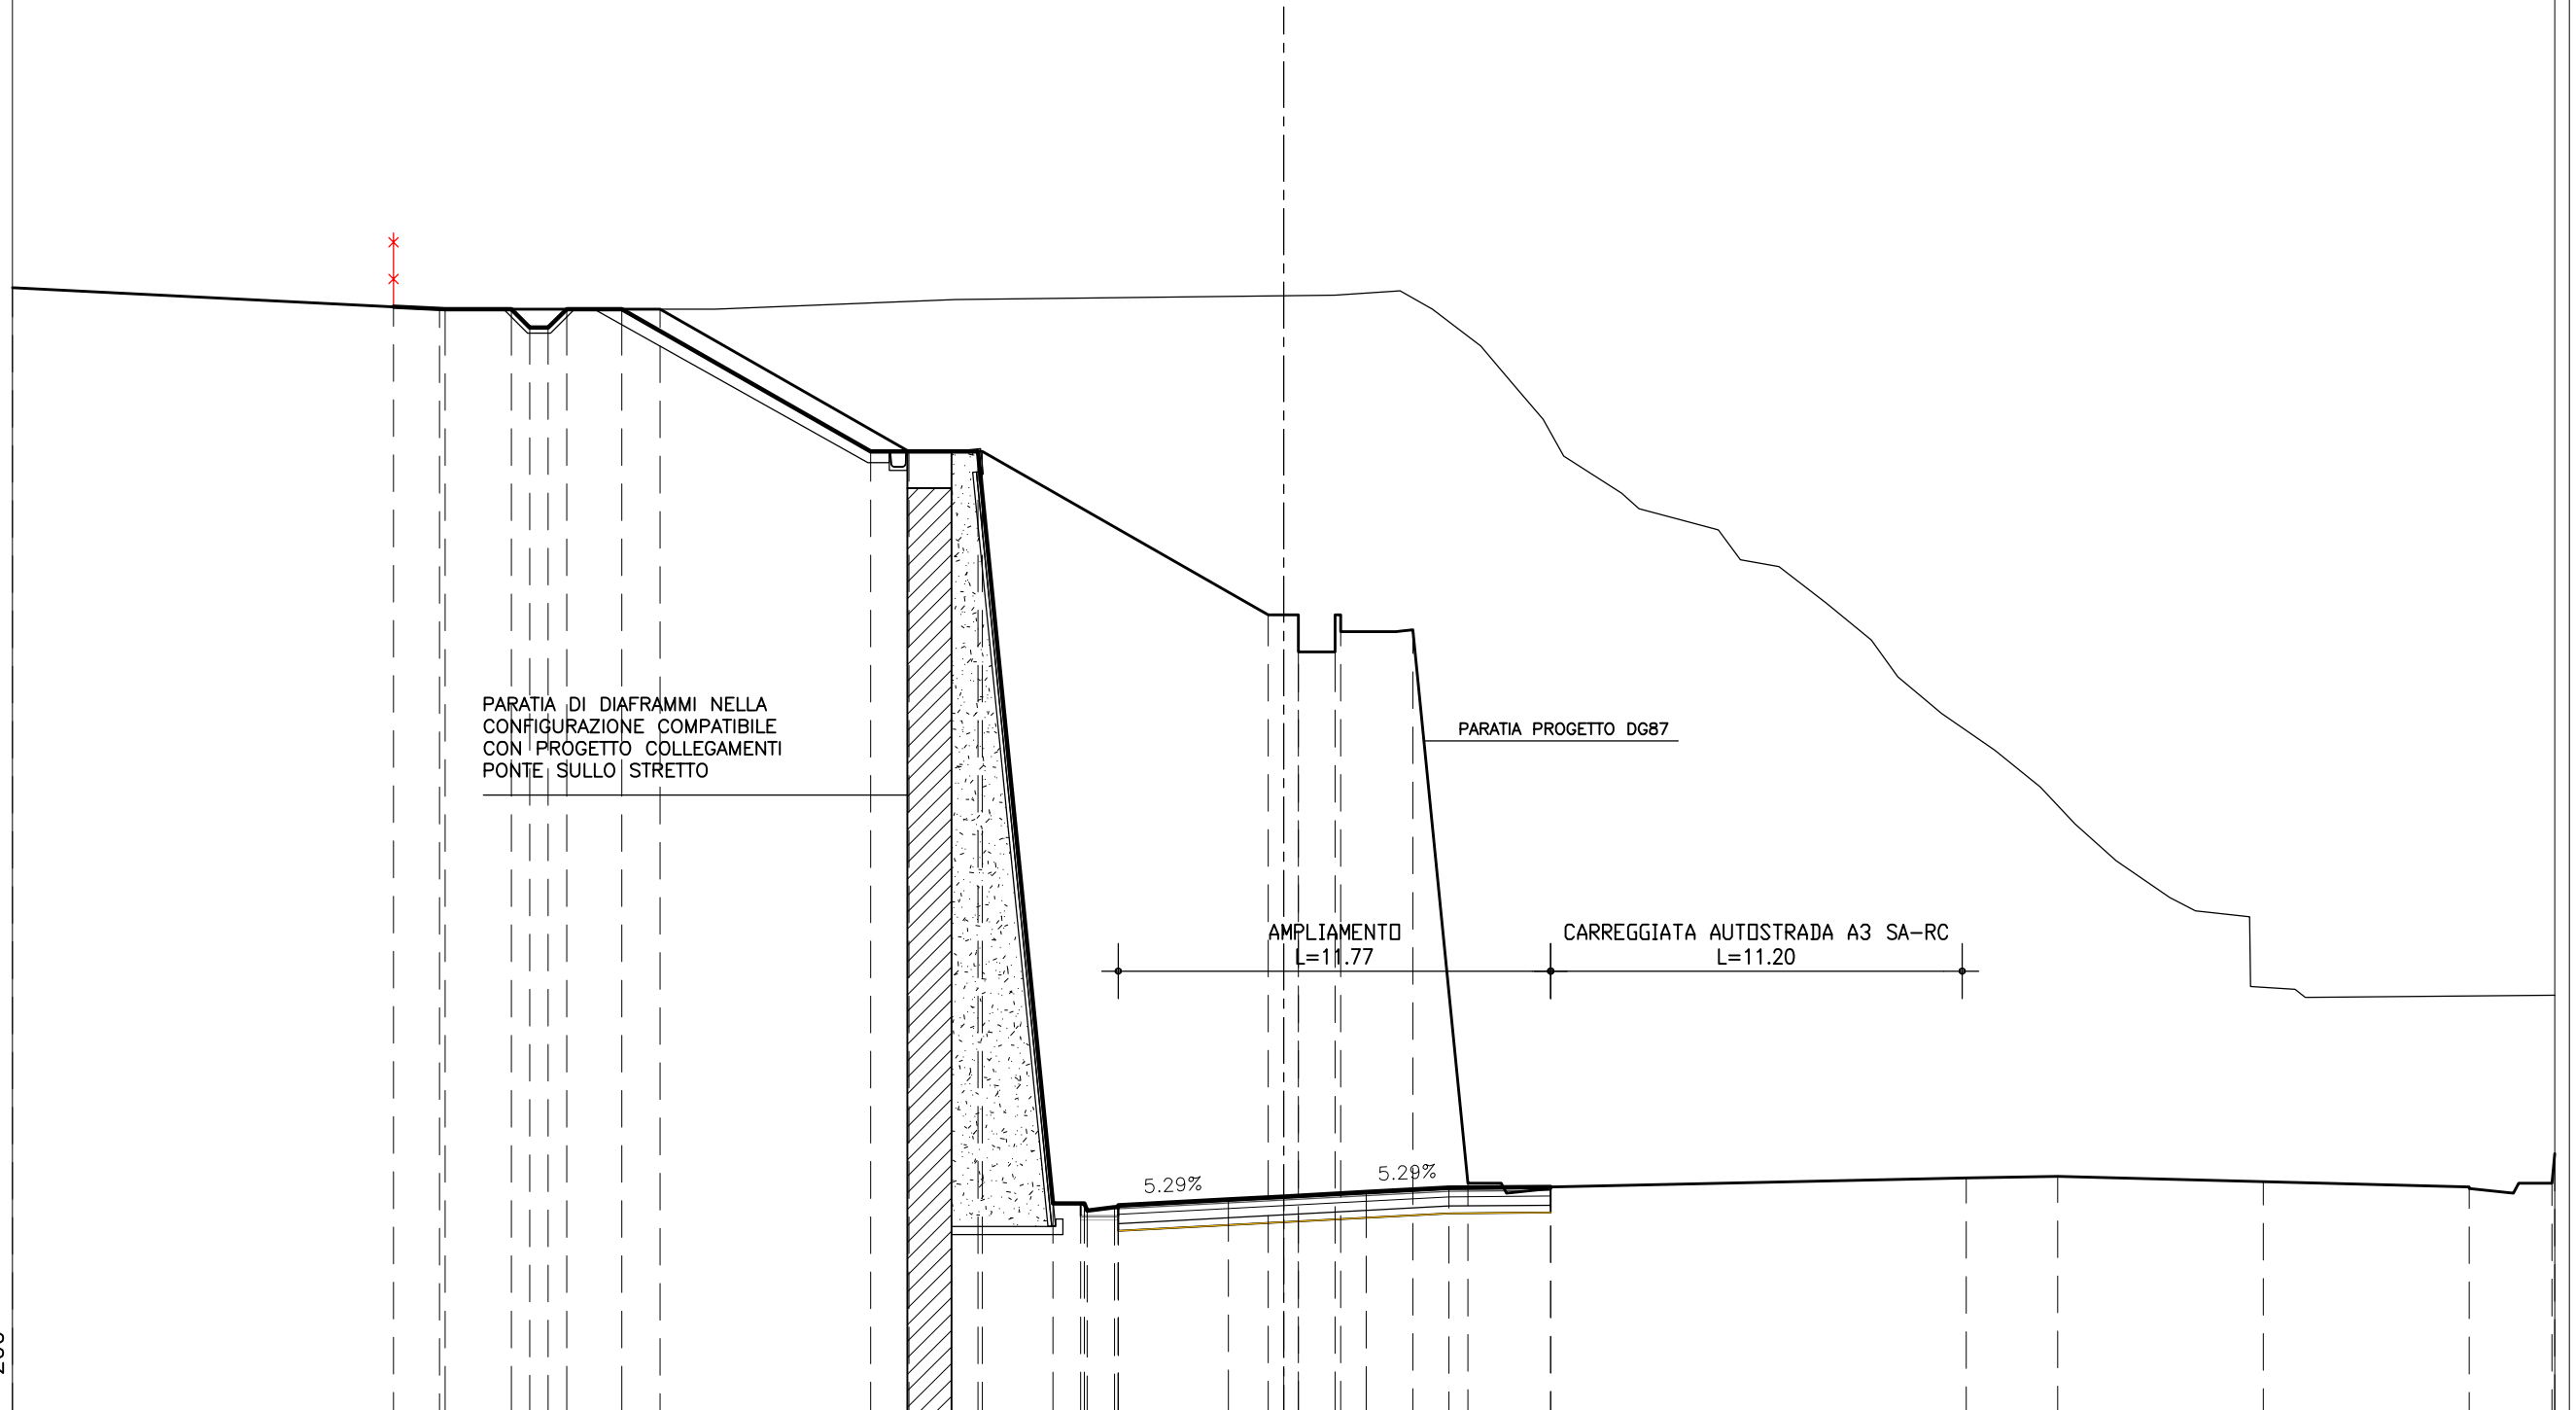 PARATIA DI DIAFRAMMI NELLA
CONFIGURAZIONE COMPATIBILE
CON PROGETTO COLLEGAMENTI
PONTE SULLO STRETTO
PARATIA PROGETTO DG87
AMPLIAMENTO
L=11.77
CARREGGIATA AUTOSTRADA A3 SA-RC
L=11.20
5.29%
5.29%